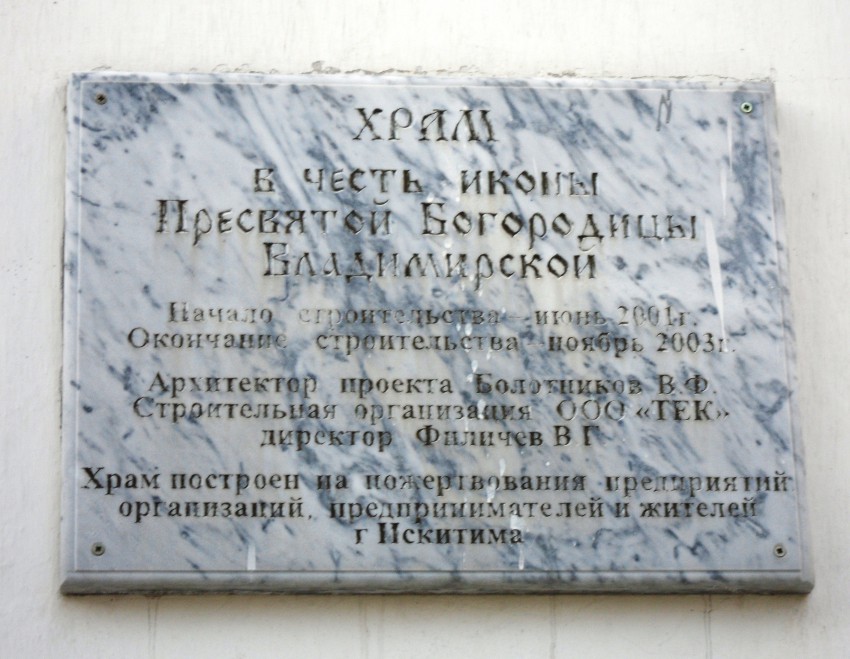 ХРАМ
в честь иконы
Пресвятой Богородицы
Владимирской
Начало строительства – июнь 2001г.
Окончание строительства – ноябрь 2003г.
Архитектор проекта Болотников В.Ф.
Строительная организация ООО «ТЕК»
директор Филичев В Г
Храм построен на пожертвования предприятий
организаций, предпринимателей и жителей
г Искитима